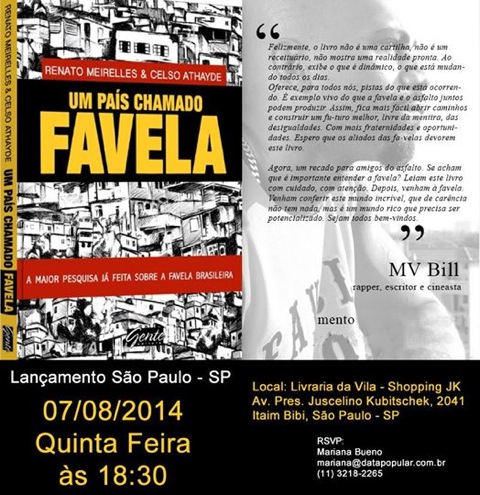 RENATO MEIRELLES & CELSO ATHAYDE
UM PAÍS CHAMADO FAVELA
RENATO MEIRELLES & CELSO ATHAYDE
UM PAÍS CHAMADO
FAVELA
A MAIOR PESQUISA JÁ FEITA SOBRE A FAVELA BRASILEIRA
Gente
“
Felizmente, o livro não é uma cartilha, não é um
receituário, não mostra uma realidade pronta. Ao
contrário, exibe o que é dinâmico, o que está mudan-
do todos os dias.
Oferece, para todos nós, pistas do que está ocorren-
do. É exemplo vivo do que a favela e o asfalto juntos
podem produzir. Assim, fica mais fácil abrir caminhos
e construir um fu-turo melhor, livre da mentira, das
desigualdades. Com mais fraternidades e oportuni-
dades. Espero que os aliados das fa-velas devorem
este livro.
Agora, um recado para amigos do asfalto. Se acham
que é importante entender a favela? Leiam este livro
com cuidado, com atenção. Depois, venham à favela.
Venham conferir este mundo incrível, que de carência
não tem nada, mas é um mundo rico que precisa ser
potencializado. Sejam todos bem-vindos.
”
MV Bill
rapper, escritor e cineasta
mento
Lançamento São Paulo - SP
07/08/2014
Quinta Feira
às 18:30
Local: Livraria da Vila - Shopping JK
Av. Pres. Juscelino Kubitschek, 2041
Itaim Bibi, São Paulo - SP
RSVP:
Mariana Bueno
mariana@datapopular.com.br
(11) 3218-2265